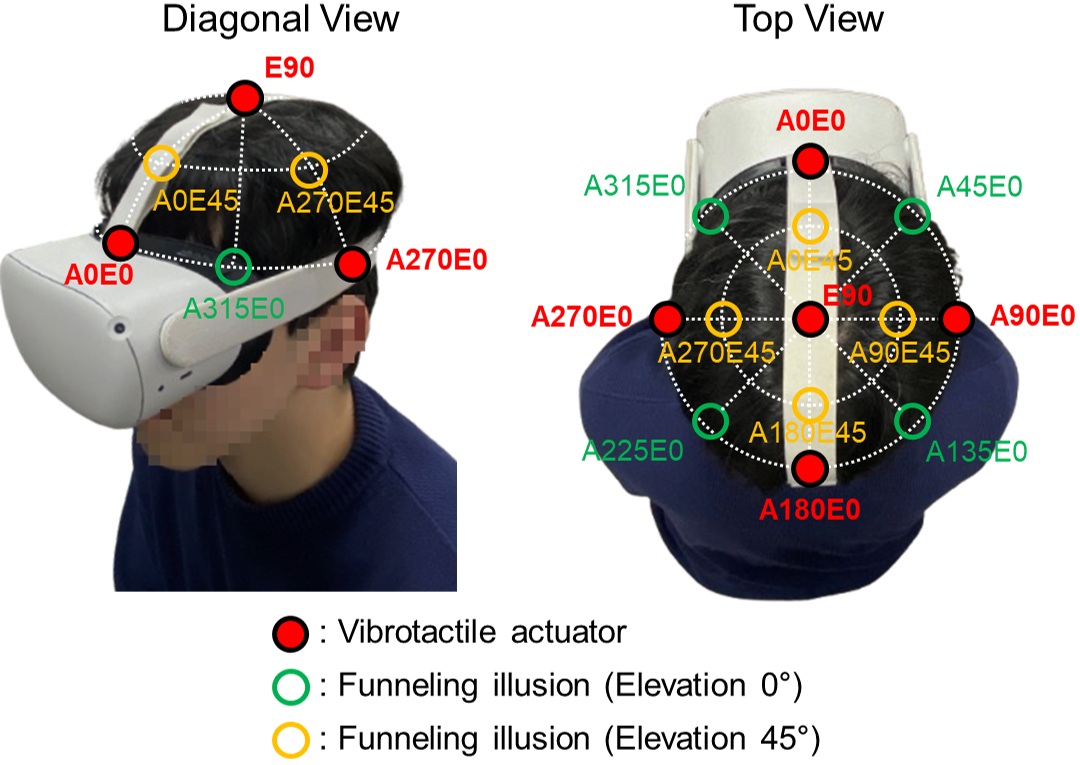 Diagonal View
E90
A0E45
A270E45
A0E0
A270E0
A315E0
Top View
A0E0
A315E0
A45E0
A0E45
E90
A270E0
A90E0
A270E45
A90E45
A180E45
A225E0
A135E0
A180E0
: Vibrotactile actuator
: Funneling illusion (Elevation 0°)
: Funneling illusion (Elevation 45°)